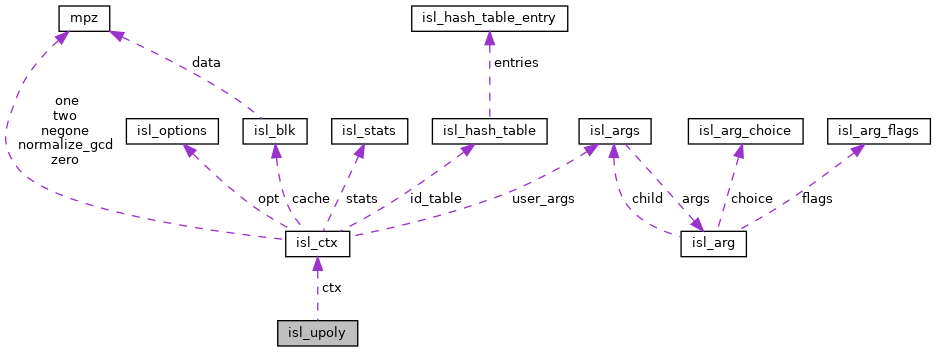 mpz
isl_hash_table_entry
data
entries
one
two
negone
normalize_gcd
zero
isl_options
isl_blk
isl_stats
isl_hash_table
isl_args
isl_arg_choice
isl_arg_flags
opt
cache
stats
id_table
user_args
child
args
choice
flags
isl_ctx
isl_arg
ctx
isl_upoly